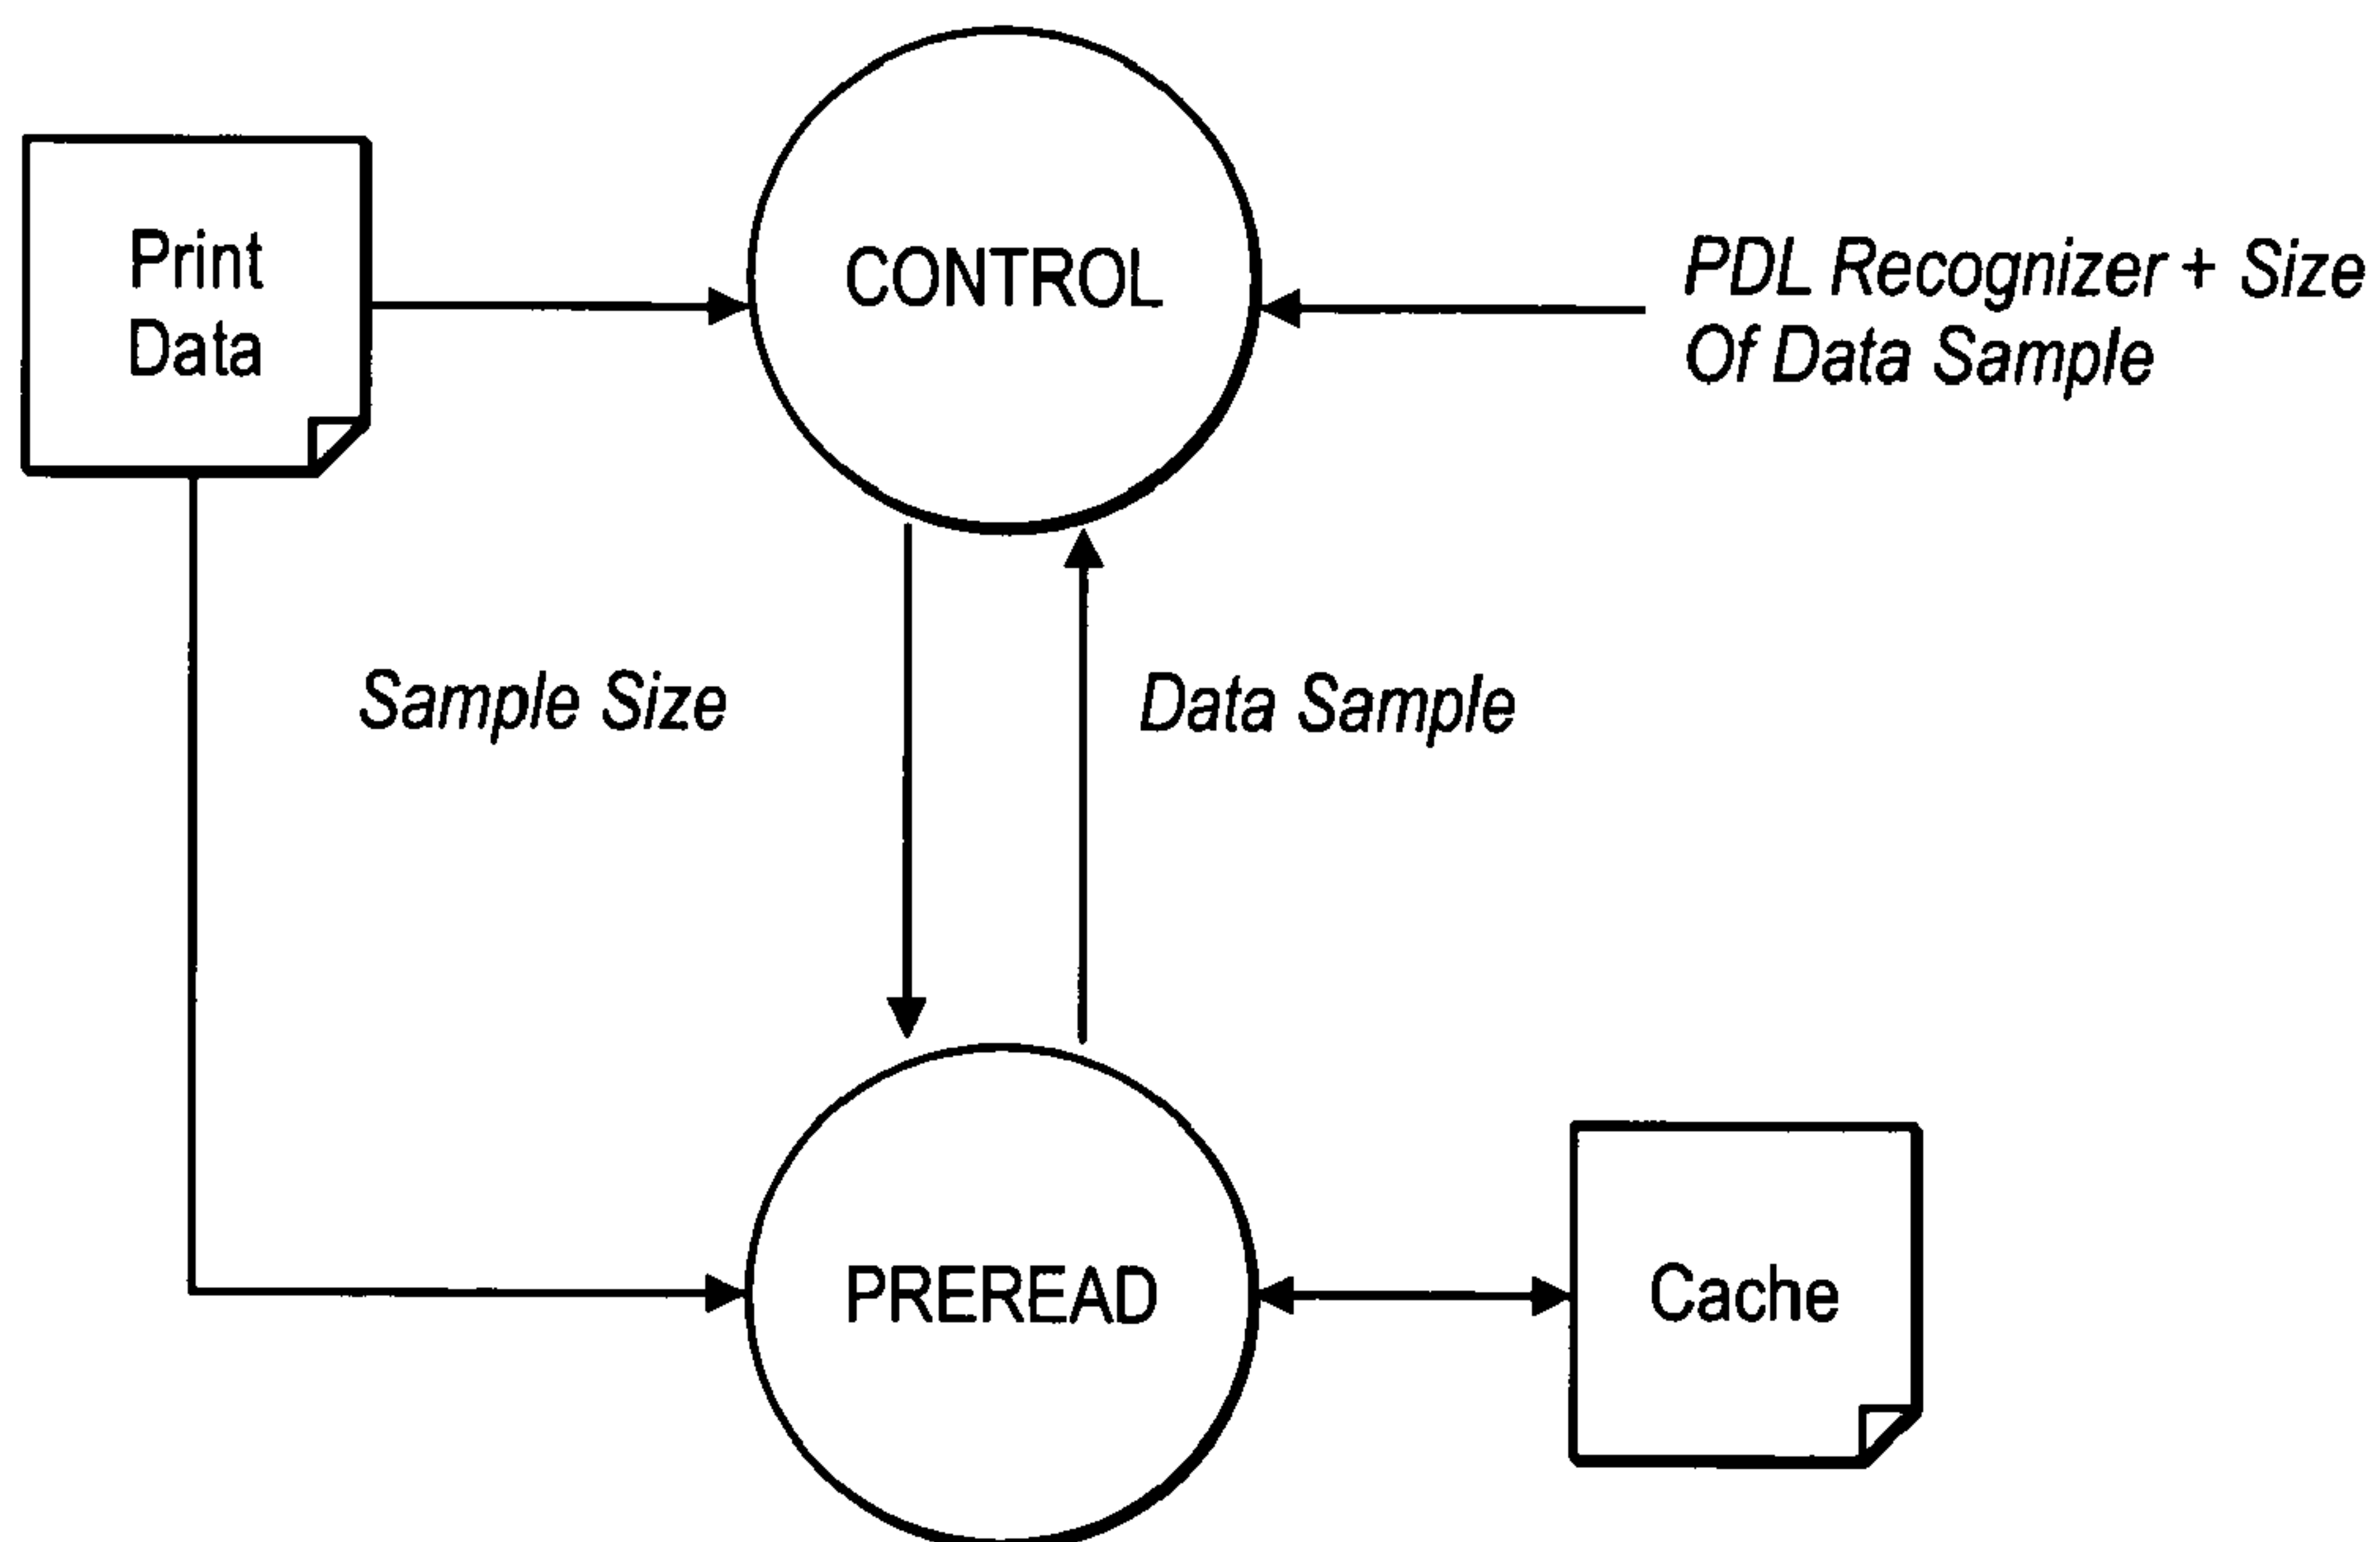 Print
Data
CONTROL
PDL Recognizer + Size
Of Data Sample
Sample Size
Data Sample
PREREAD
Cache